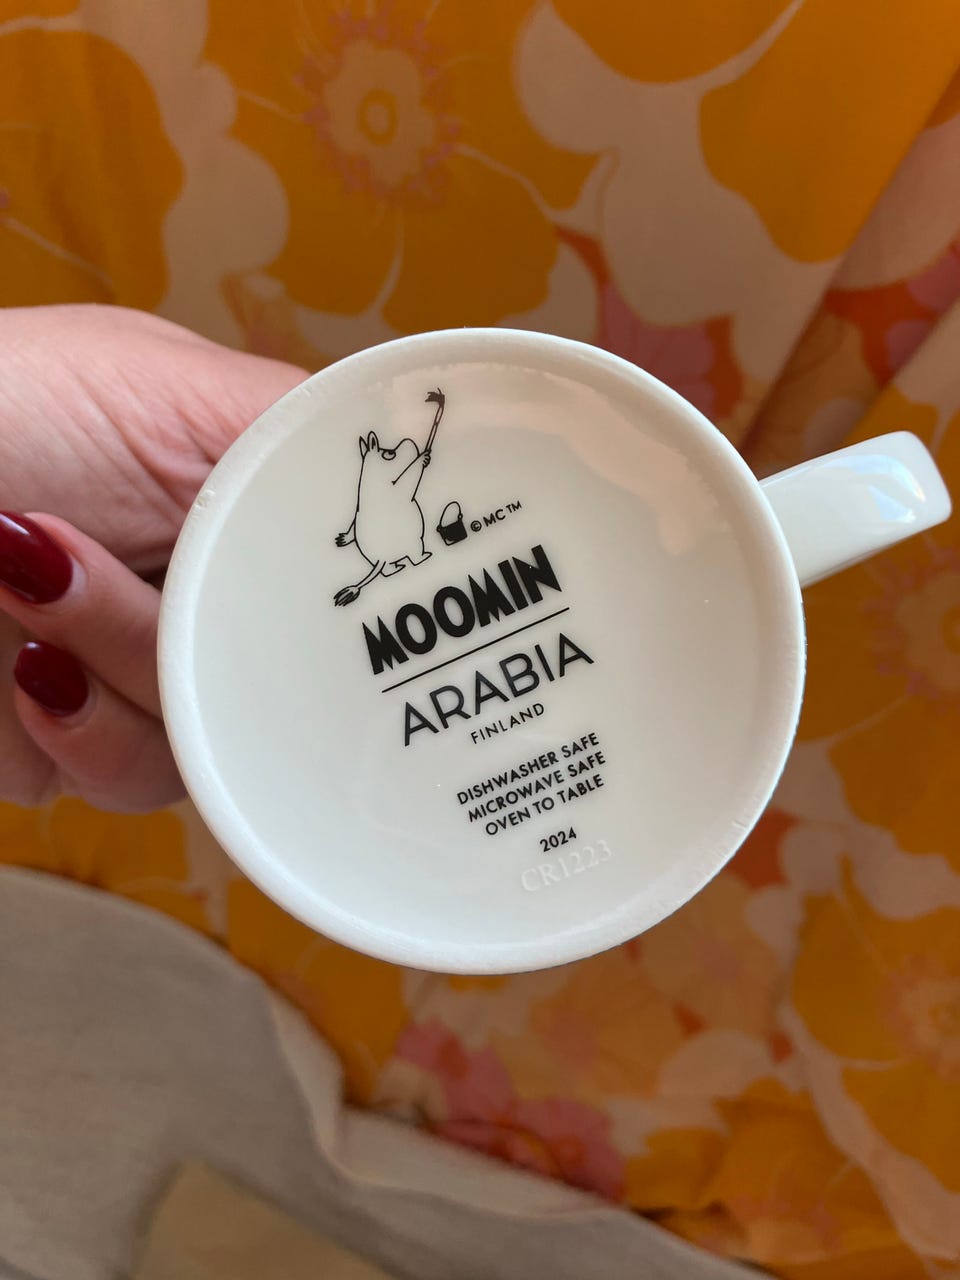 © MC ™
MOOMIN
ARABIA
FINLAND
DISHWASHER SAFE
MICROWAVE SAFE
OVEN TO TABLE
2024
CR1223